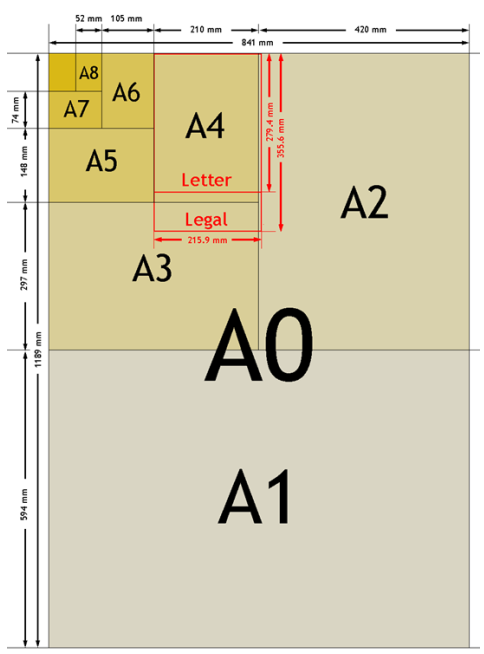 52 mm 105 mm 210 mm 420 mm
841 mm
A8
A7
A6
A5
A4
Letter
Legal
215.9 mm
279.4 mm
355.6 mm
A3
A2
A0
A1
74 mm
148 mm
297 mm
594 mm
1189 mm